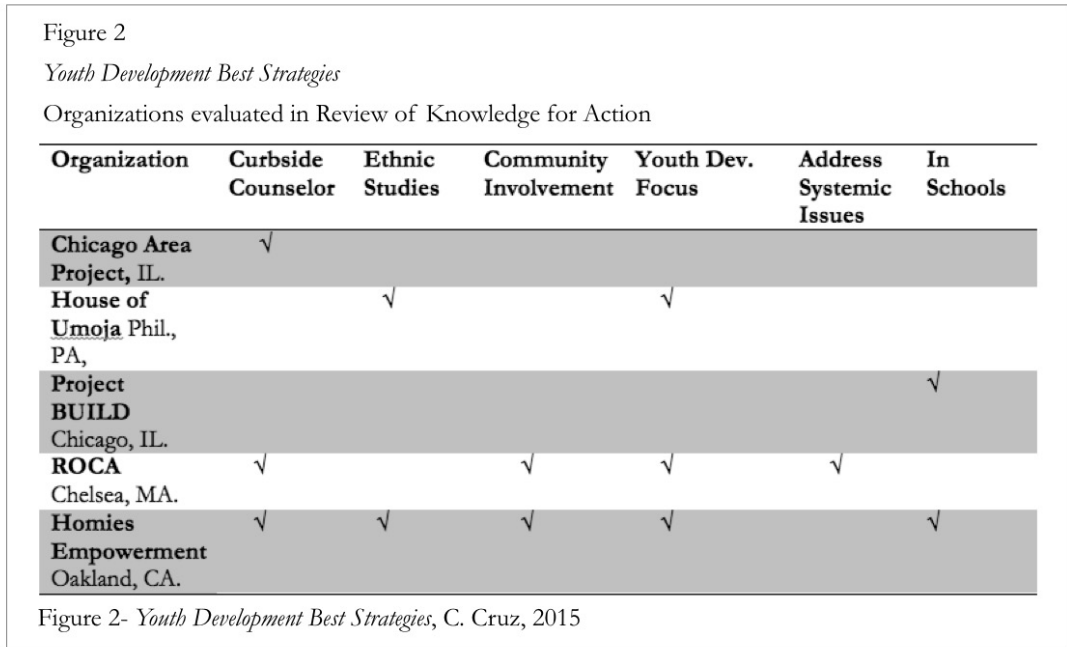 Figure 2
Youth Development Best Strategies
Organizations evaluated in Review of Knowledge for Action
Organization Curbside Ethnic Community Youth Dev. Address In
Counselor Studies Involvement Focus Systemic Schools
Issues
Chicago Area √
Project, IL.
House of √ √
Umoja Phil.,
PA,
Project √
BUILD
Chicago, IL.
ROCA √ √ √ √
Chelsea, MA.
Homies √ √ √ √ √
Empowerment
Oakland, CA.
Figure 2- Youth Development Best Strategies, C. Cruz, 2015